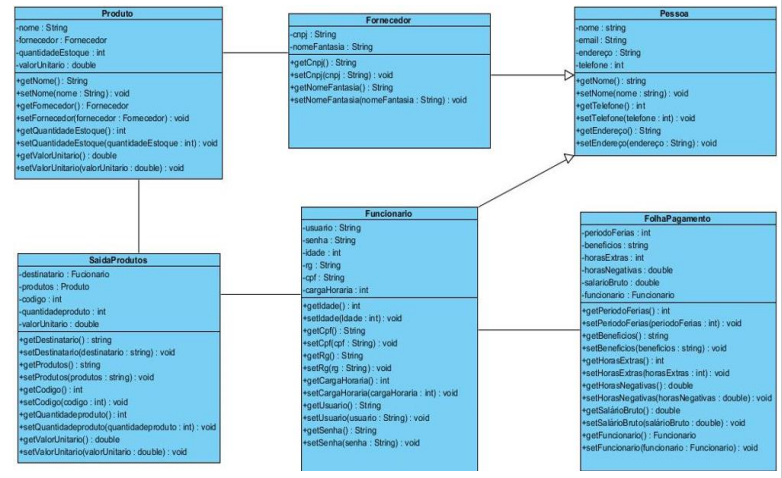 Produto
-nome : String
-fornecedor : Fornecedor
-quantidadeEstoque : int
-valorUnitario : double
+getNome() : String
+setNome(nome : String) : void
+getFornecedor() : Fornecedor
+setFornecedor(fornecedor : Fornecedor) : void
+getQuantidadeEstoque() : int
+setQuantidadeEstoque(quantidadeEstoque : int) : void
+getValorUnitario() : double
+setValorUnitario(valorUnitario : double) : void
Fornecedor
-cnpj : String
-nomeFantasia : String
+getCnpj() : String
+setCnpj(cnpj : String) : void
+getNomeFantasia() : String
+setNomeFantasia(nomeFantasia : String) : void
Pessoa
-nome : string
-email : String
-endereço : String
-telefone : int
+getNome() : string
+setNome(nome : string) : void
+getTelefone() : int
+setTelefone(telefone : int) : void
+getEndereço() : String
+setEndereço(endereço : String) : void
SaidaProdutos
-destinatario : Fucionario
-produtos : Produto
-codigo : int
-quantidadeproduto : int
-valorUnitario : double
+getDestinatario() : string
+setDestinatario(destinatario : string) : void
+getProdutos() : string
+setProdutos(produtos : string) : void
+getCodigo() : int
+setCodigo(codigo : int) : void
+getQuantidadeproduto() : int
+setQuantidadeproduto(quantidadeproduto : int) : void
+getValorUnitario() : double
+setValorUnitario(valorUnitario : double) : void
Funcionario
-usuario : String
-senha : String
-Idade : int
-rg : String
-cpf : String
-cargaHoraria : int
+getIdade() : int
+setIdade(Idade : int) : void
+getCpf() : String
+setCpf(cpf : String) : void
+getRg() : String
+setRg(rg : String) : void
+getCargaHoraria() : int
+setCargaHoraria(cargaHoraria : int) : void
+getUsuario() : String
+setUsuario(usuario : String) : void
+getSenha() : String
+setSenha(senha : String) : void
FolhaPagamento
-periodoFerias : int
-beneficios : string
-horasExtras : int
-horasNegativas : double
-salarioBruto : double
-funcionario : Funcionario
+getPeriodoFerias() : int
+setPeriodoFerias(periodoFerias : int) : void
+getBeneficios() : string
+setBeneficios(beneficios : string) : void
+getHorasExtras() : int
+setHorasExtras(horasExtras : int) : void
+getHorasNegativas() : double
+setHorasNegativas(horasNegativas : double) : void
+getSalárioBruto() : double
+setSalárioBruto(salárioBruto : double) : void
+getFuncionario() : Funcionario
+setFuncionario(funcionario : Funcionario) : void